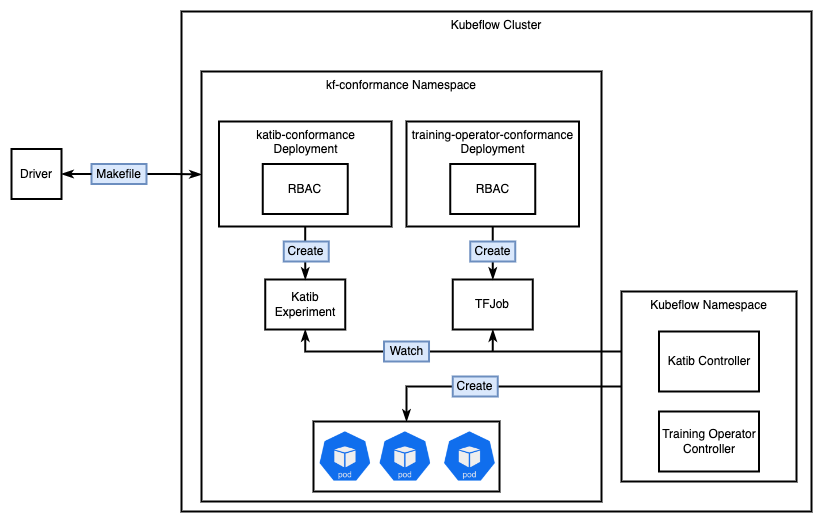 Kubeflow Cluster
kf-conformance Namespace
katib-conformance
Deployment
training-operator-conformance
Deployment
Driver
Makefile
RBAC
RBAC
Create
Create
Katib
Experiment
TFJob
Kubeflow Namespace
Watch
Katib Controller
Create
Training Operator
Controller
pod
pod
pod